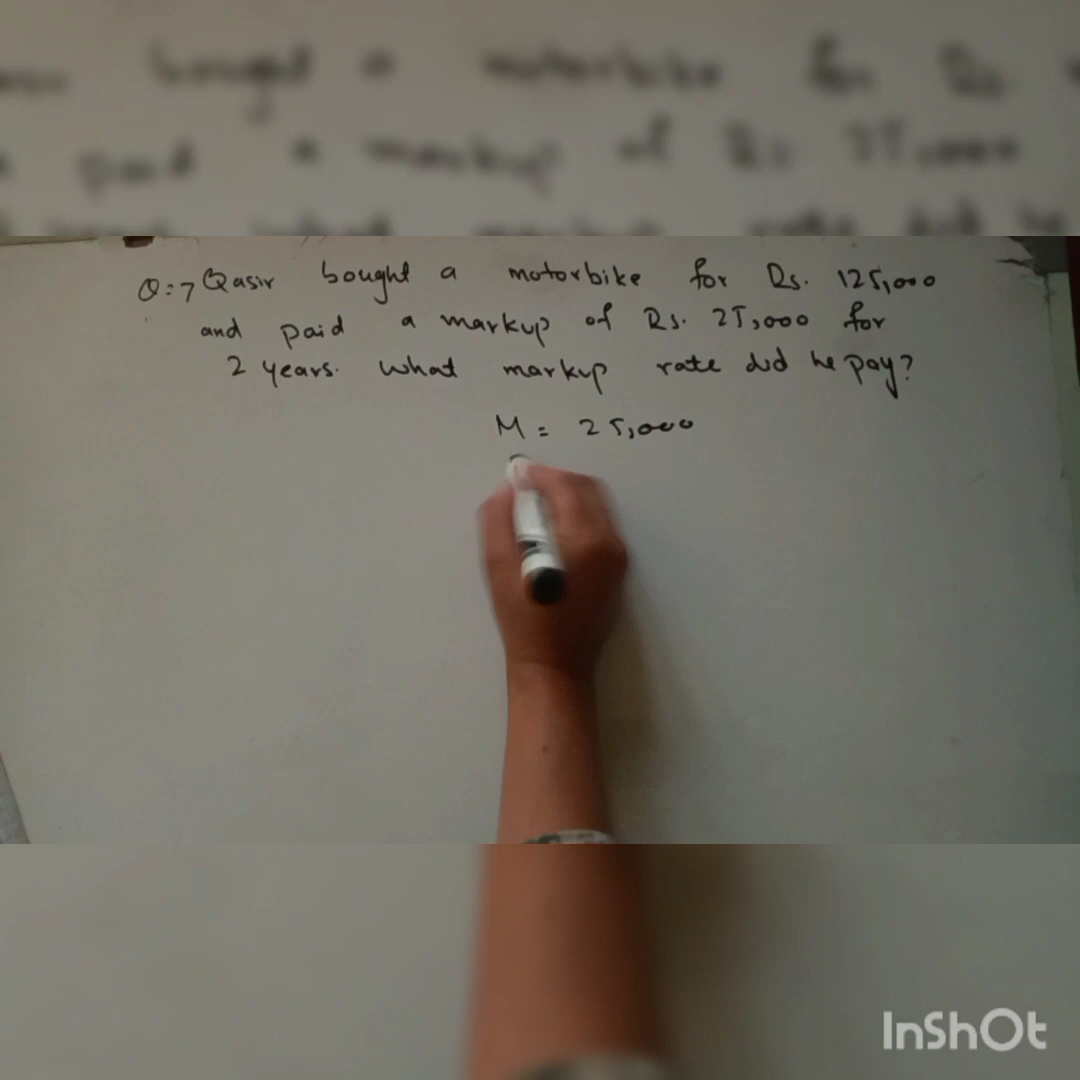 Q:7 Qasir bought a motorbike for Rs. 125,000
and paid a markup of Rs. 25,000 for
2 years. what markup rate did he pay?
M = 25,000
InShOt